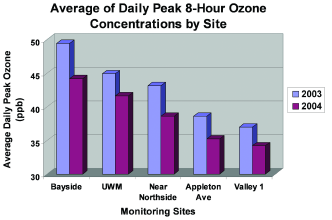 Average of Daily Peak 8-Hour Ozone
Concentrations by Site
Average Daily Peak Ozone
(ppb)
50
45
40
35
30
Bayside
UWM
Near
Northside
Appleton
Ave
Valley 1
Monitoring Sites
2003
2004